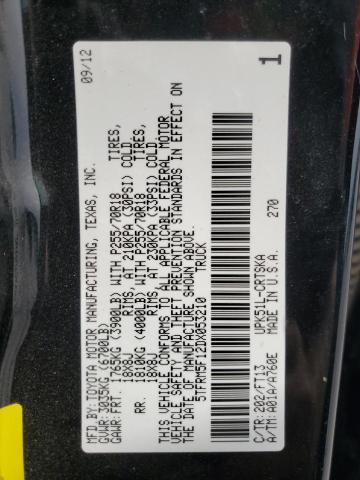 MFD.BY:TOYOTA MOTOR MANUFACTURING, TEXAS, INC. 09/12
GVWR: 3035KG (6700LB)
GAWR: FRT. 1765KG (3900LB) WITH P255/70R18 TIRES,
18X8J RIMS, AT 210KPA (30PSI) COLD
RR. 1810KG (4000LB) WITH P255/70R18 TIRES,
18X8J RIMS, AT 230KPA (33PSI) COLD.
THIS VEHICLE CONFORMS TO ALL APPLICABLE FEDERAL MOTOR
VEHICLE SAFETY AND THEFT PREVENTION STANDARDS IN EFFECT ON
THE DATE OF MANUFACTURE SHOWN ABOVE.
5TFRM5F12DX053210 TRUCK
C/TR: 202/FT13 UPK51L-CRTSKA
A/TM: A01A/A760E MADE IN U.S.A. 270
1